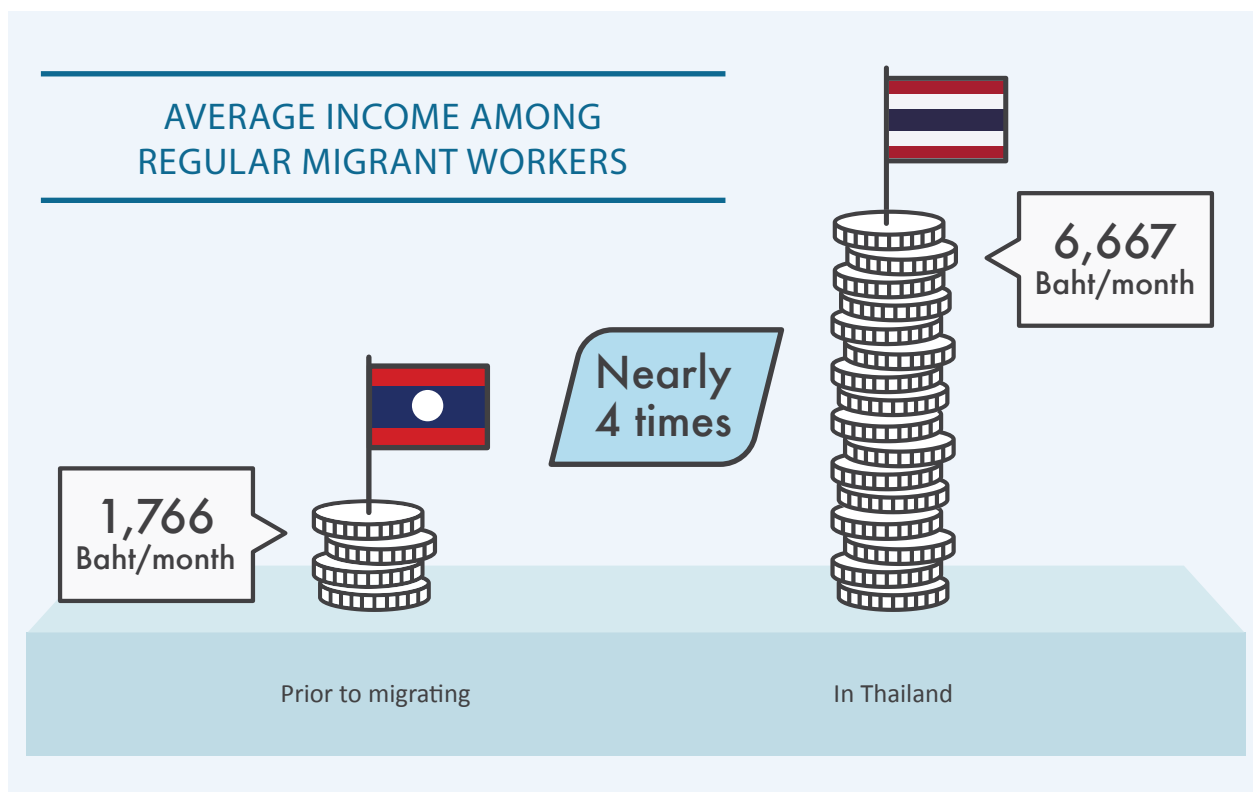 AVERAGE INCOME AMONG
REGULAR MIGRANT WORKERS
6,667
Baht/month
Nearly
4 times
1,766
Baht/month
Prior to migrating
In Thailand